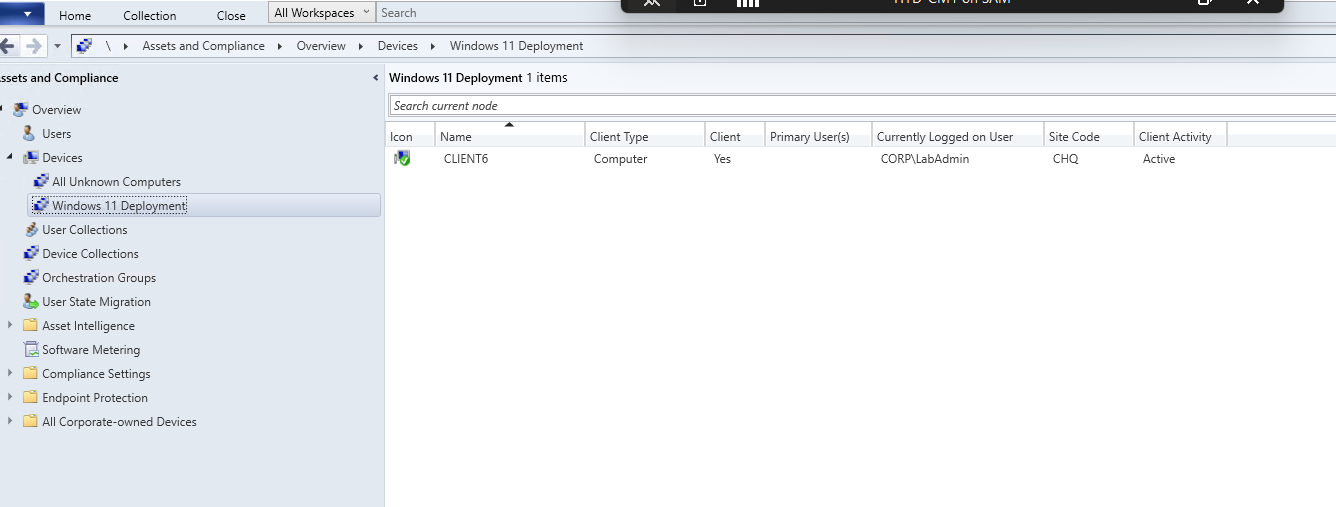 Home Collection Close All Workspaces Search
\ Assets and Compliance Overview Devices Windows 11 Deployment
ssets and Compliance
Overview
Users
Devices
All Unknown Computers
Windows 11 Deployment
User Collections
Device Collections
Orchestration Groups
User State Migration
Asset Intelligence
Software Metering
Compliance Settings
Endpoint Protection
All Corporate-owned Devices
Windows 11 Deployment 1 items
Search current node
Icon Name Client Type Client Primary User(s) Currently Logged on User Site Code Client Activity
CLIENT6 Computer Yes CORP\LabAdmin CHQ Active